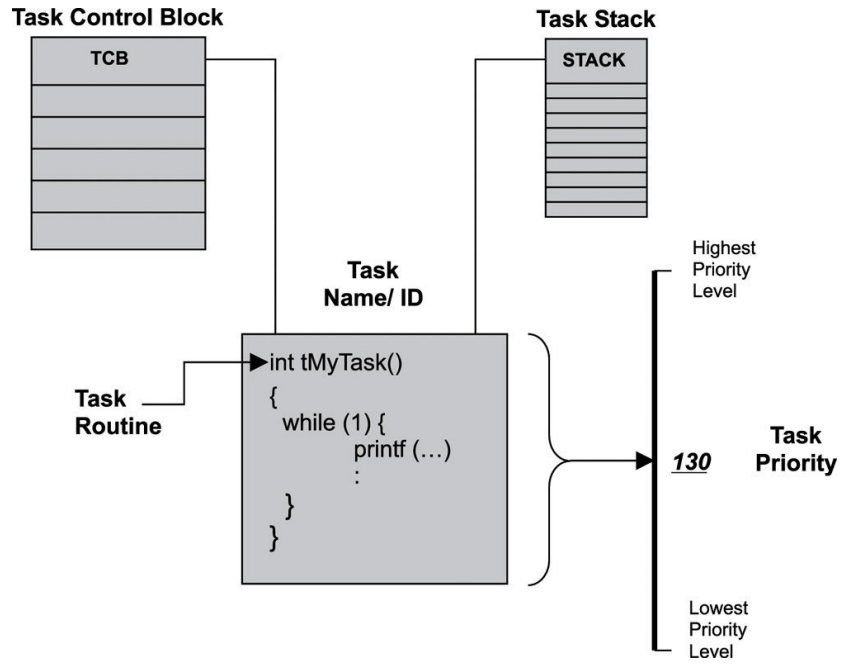 Task Control Block
TCB
Task Stack
STACK
Task
Name/ ID
Task
Routine
int tMyTask()
{
while (1) {
printf (…)
:
}
}
Highest
Priority
Level
130
Task
Priority
Lowest
Priority
Level